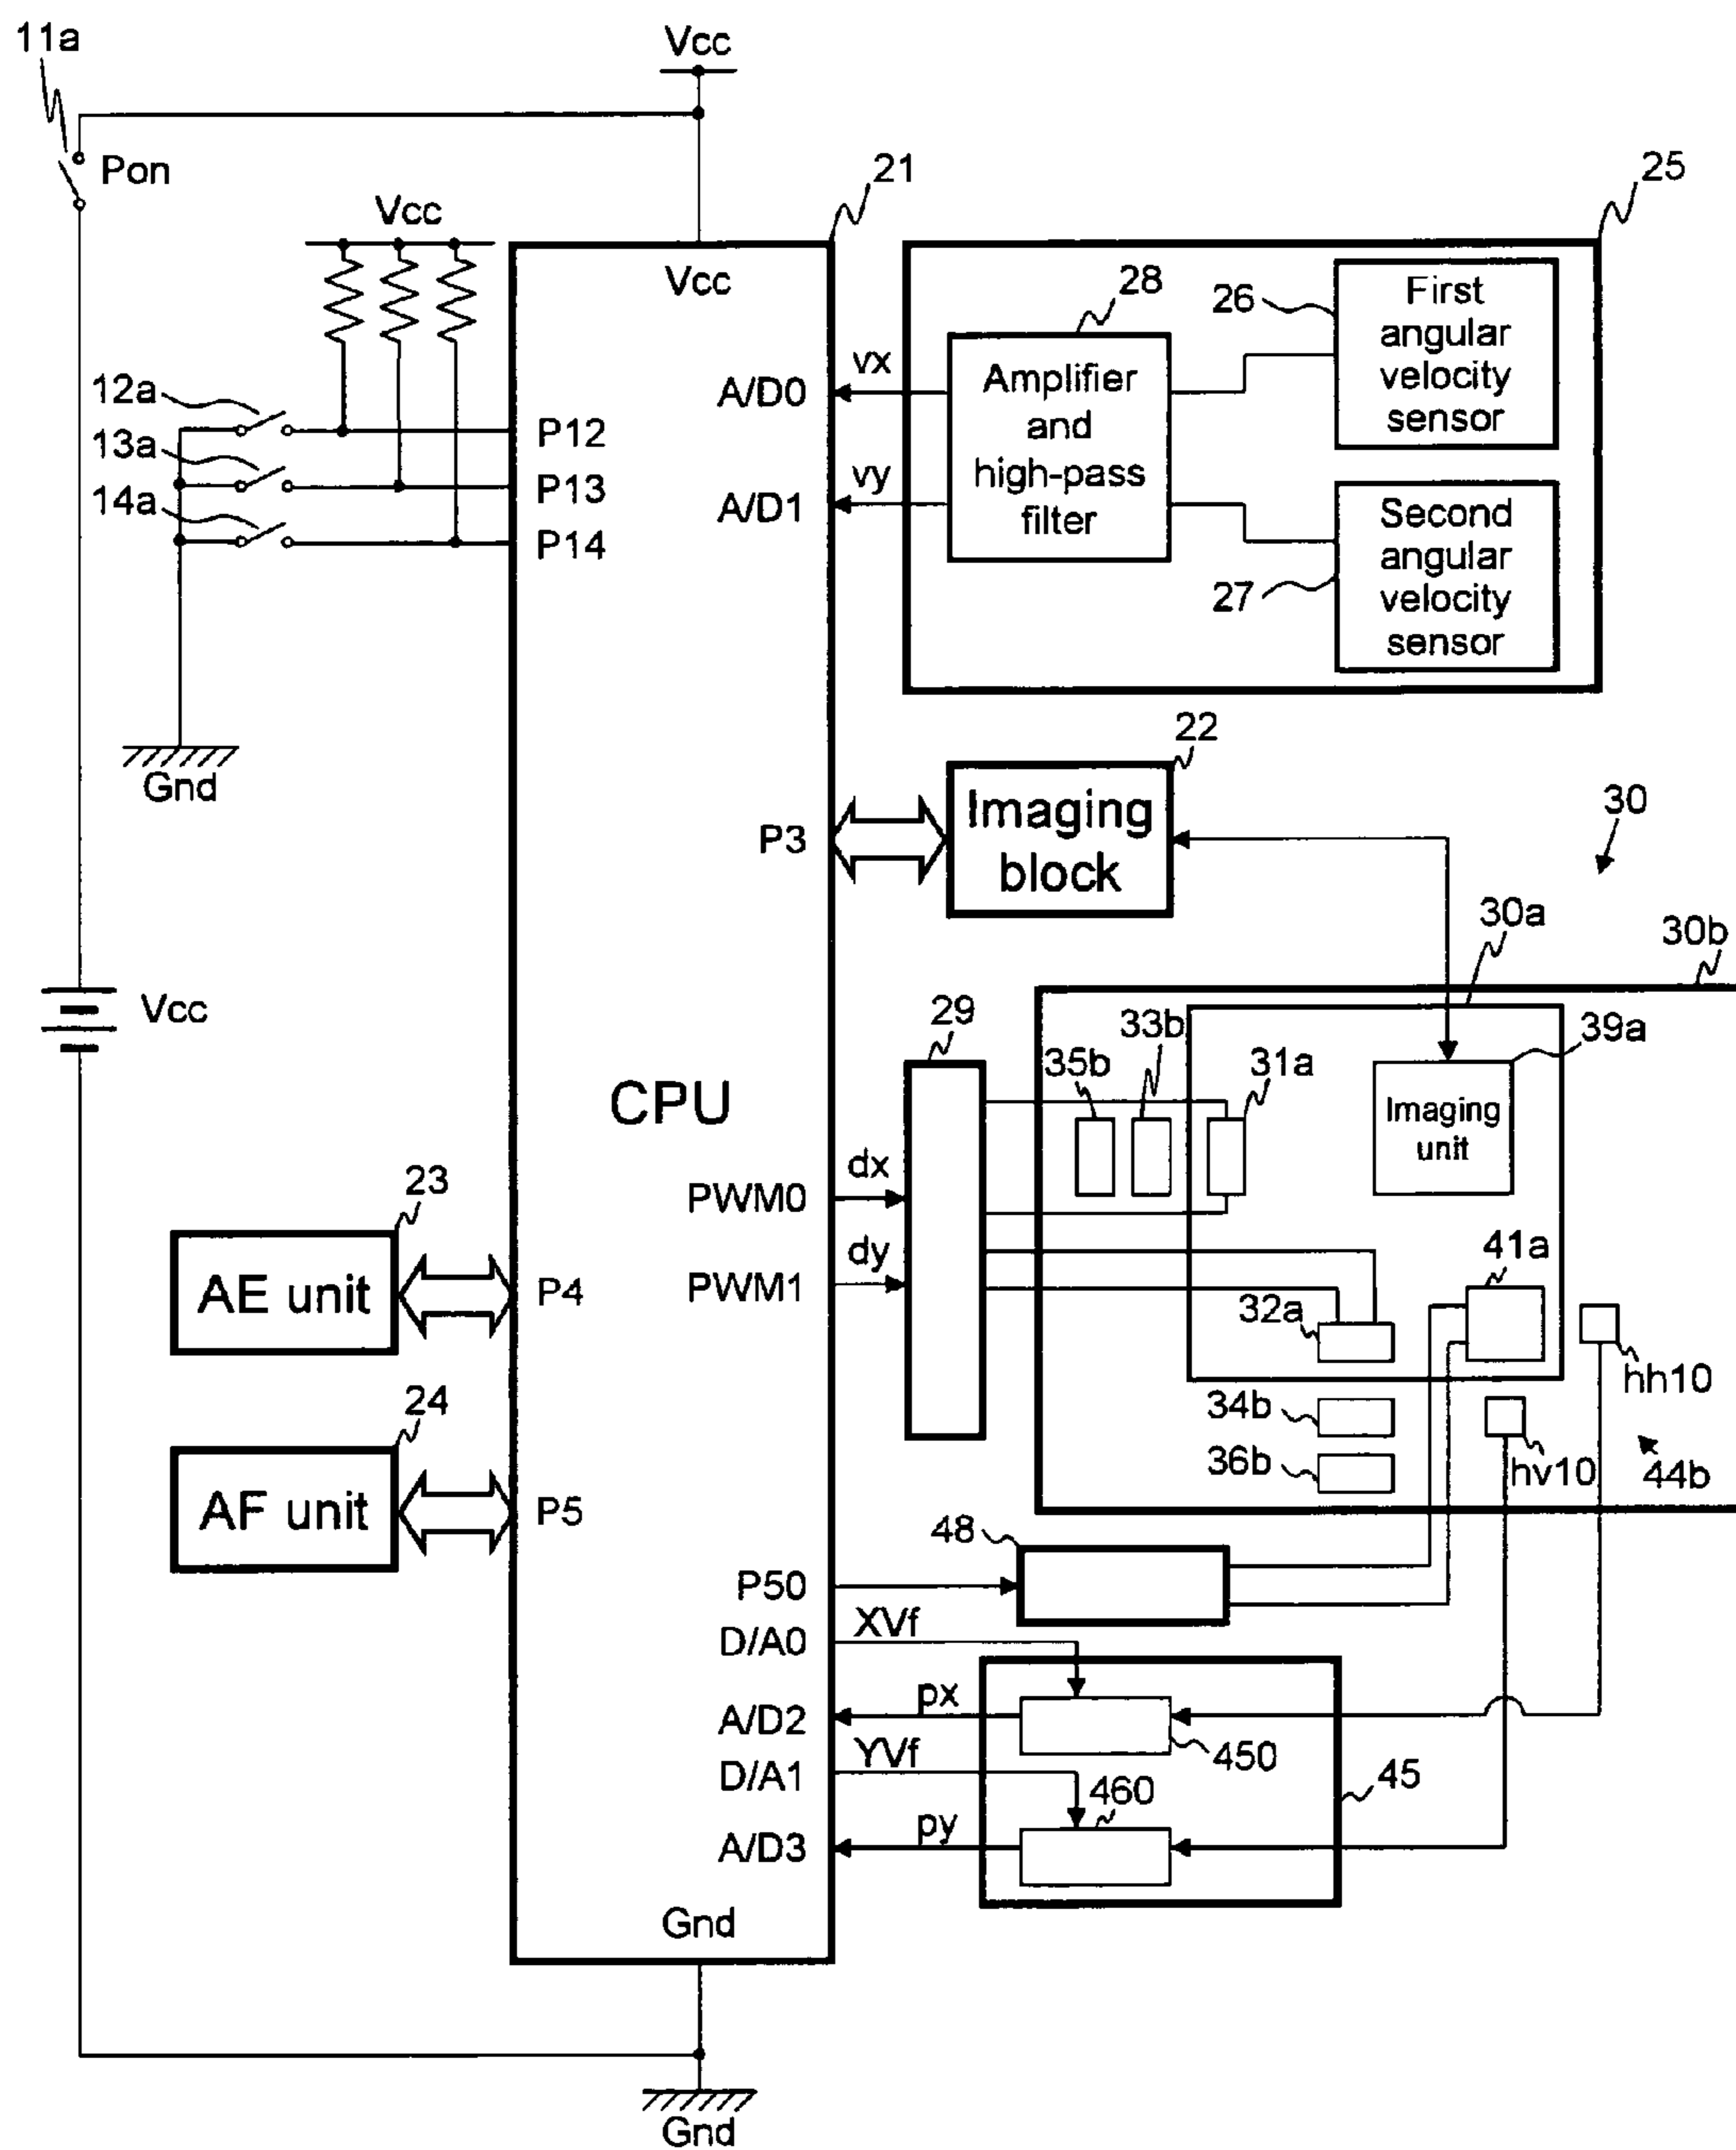 11a
Vcc
Pon
21
25
Vcc
Vcc
28
26
First
angular
velocity
sensor
vx
Amplifier
and
high-pass
filter
12a
A/D0
P12
13a
P13
vy
A/D1
14a
P14
Second
angular
velocity
sensor
27
22
Gnd
Imaging
block
30
P3
30a
30b
Vcc
29
33b
39a
35b
31a
CPU
Imaging
unit
dx
23
PWM0
dy
41a
AE unit
P4
PWM1
32a
hh10
24
34b
36b
hv10
44b
AF unit
P5
48
P50
XVf
D/A0
px
A/D2
YVf
450
D/A1
460
45
py
A/D3
Gnd
Gnd